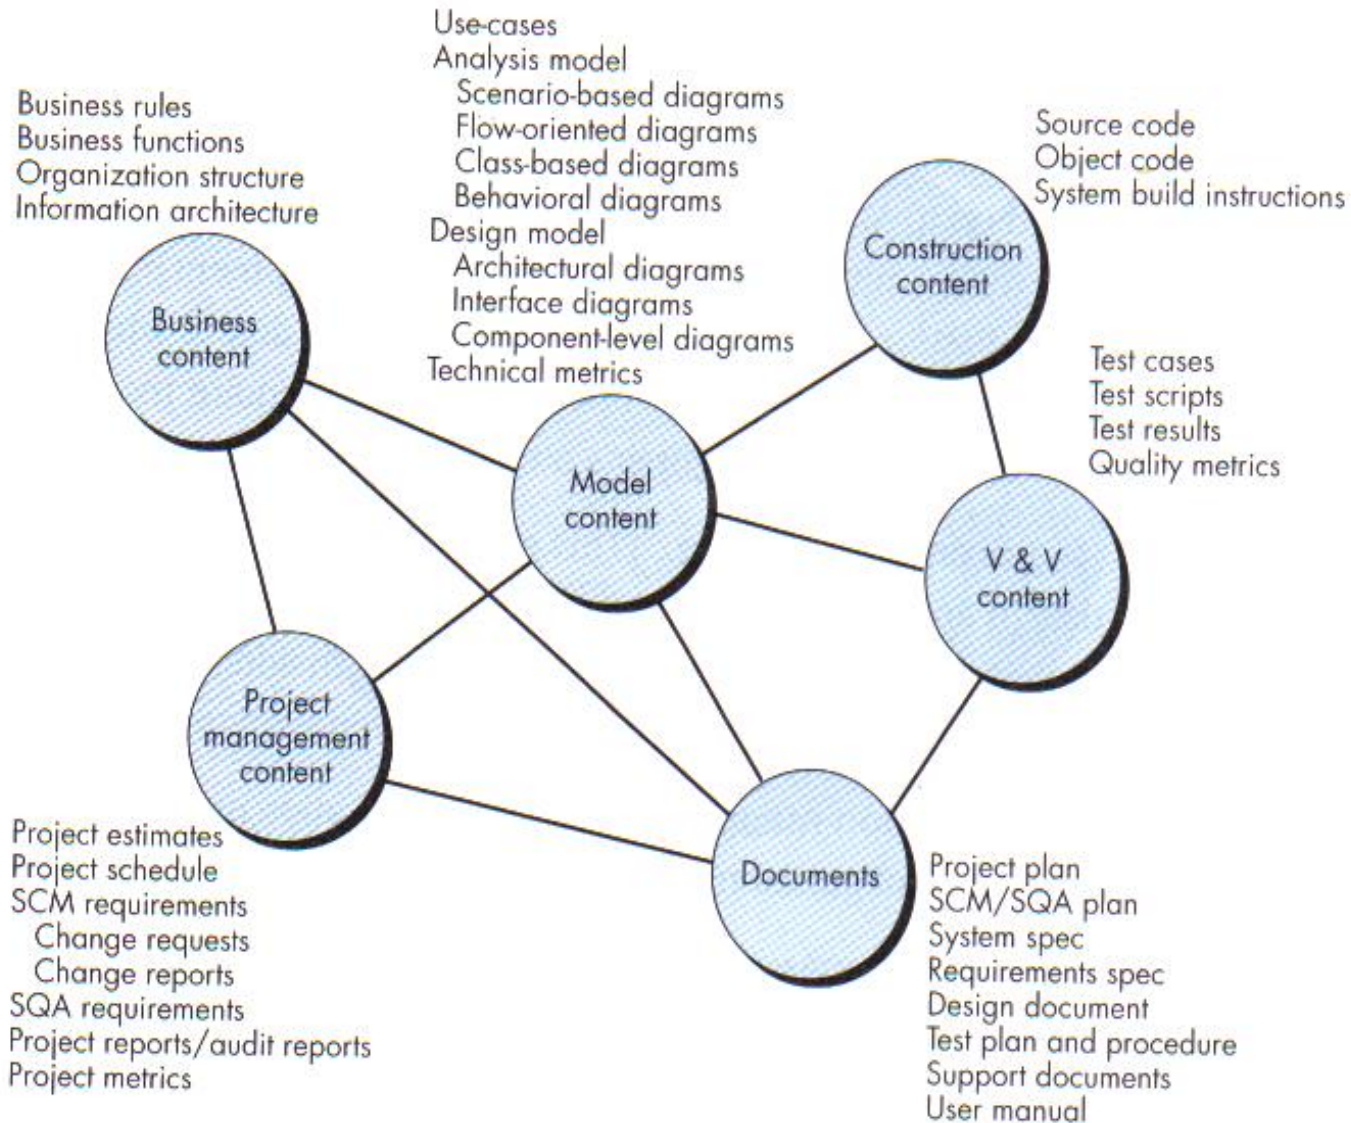 Use-cases
Analysis model
Scenario-based diagrams
Flow-oriented diagrams
Class-based diagrams
Behavioral diagrams
Design model
Architectural diagrams
Interface diagrams
Component-level diagrams
Technical metrics
Business rules
Business functions
Organization structure
Information architecture
Source code
Object code
System build instructions
Construction
content
Business
content
Test cases
Test scripts
Test results
Quality metrics
Model
content
V & V
content
Project
management
content
Documents
Project estimates
Project schedule
SCM requirements
Change requests
Change reports
SQA requirements
Project reports/audit reports
Project metrics
Project plan
SCM/SQA plan
System spec
Requirements spec
Design document
Test plan and procedure
Support documents
User manual